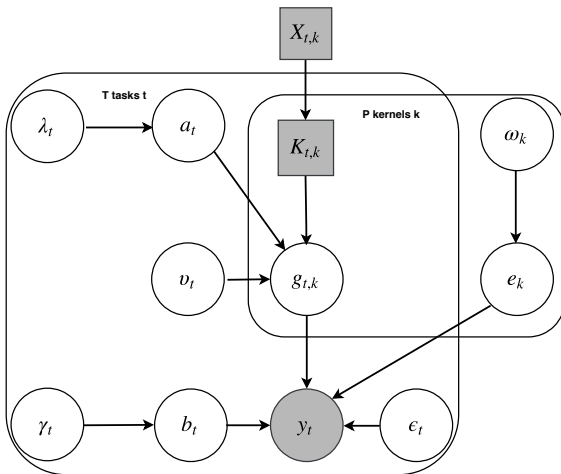 X_{t,k}
T tasks t
P kernels k
λ_t
a_t
K_{t,k}
ω_k
υ_t
g_{t,k}
e_k
γ_t
b_t
y_t
ϵ_t